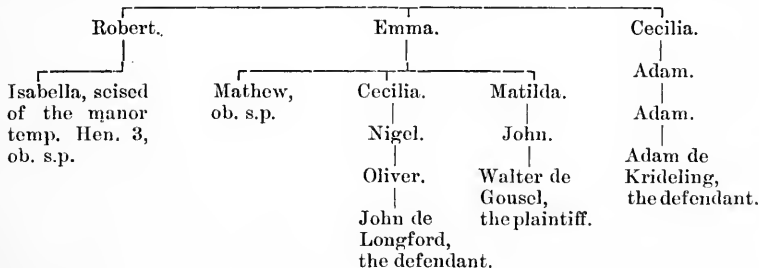 Robert. Emma. Cecilia.
Isabella, seised
of the manor
temp. Hen. 3,
ob. s.p.
Mathew,
ob. s.p.
Cecilia.
Nigel.
Oliver.
John de
Longford,
the defendant.
Matilda.
John.
Walter de
Gousel,
the plaintiff.
Adam.
Adam.
Adam de
Krideling,
the defendant.